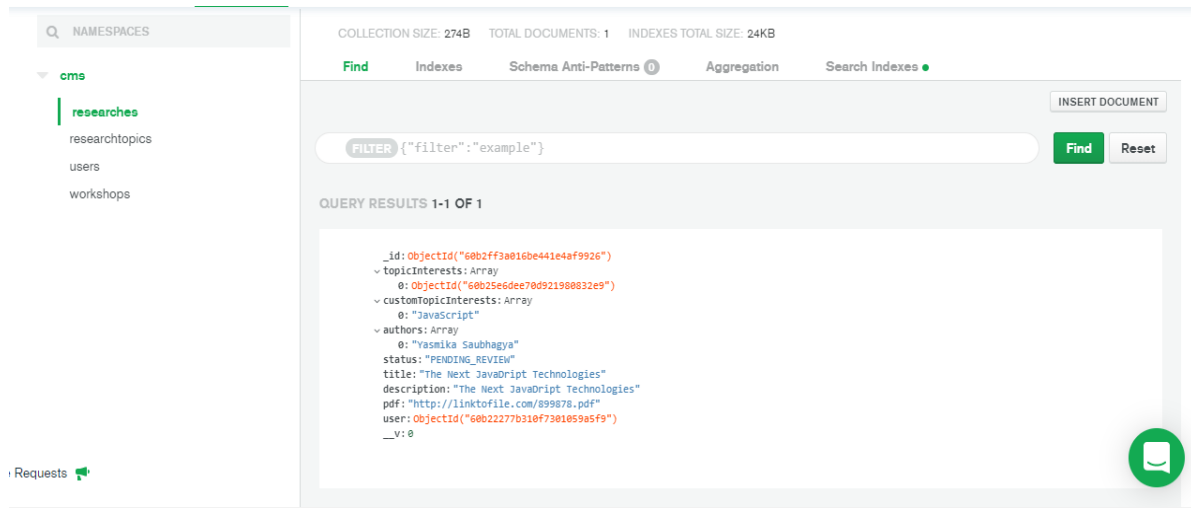 NAMESPACES
cms
researches
researchtopics
users
workshops
Requests
COLLECTION SIZE: 274B TOTAL DOCUMENTS: 1 INDEXES TOTAL SIZE: 24KB
Find Indexes Schema Anti-Patterns 0 Aggregation Search Indexes
INSERT DOCUMENT
FILTER {"filter":"example"} Find Reset
QUERY RESULTS 1-1 OF 1
_id: ObjectId("60b2ff3a016be441e4af9926")
topicInterests: Array
0: ObjectId("60b25e6dee70d921980832e9")
customTopicInterests: Array
0: "JavaScript"
authors: Array
0: "Yasmika Saubhagya"
status: "PENDING_REVIEW"
title: "The Next JavaDript Technologies"
description: "The Next JavaDript Technologies"
pdf: "http://linktofile.com/899878.pdf"
user: ObjectId("60b22277b310f7301059a5f9")
__v: 0